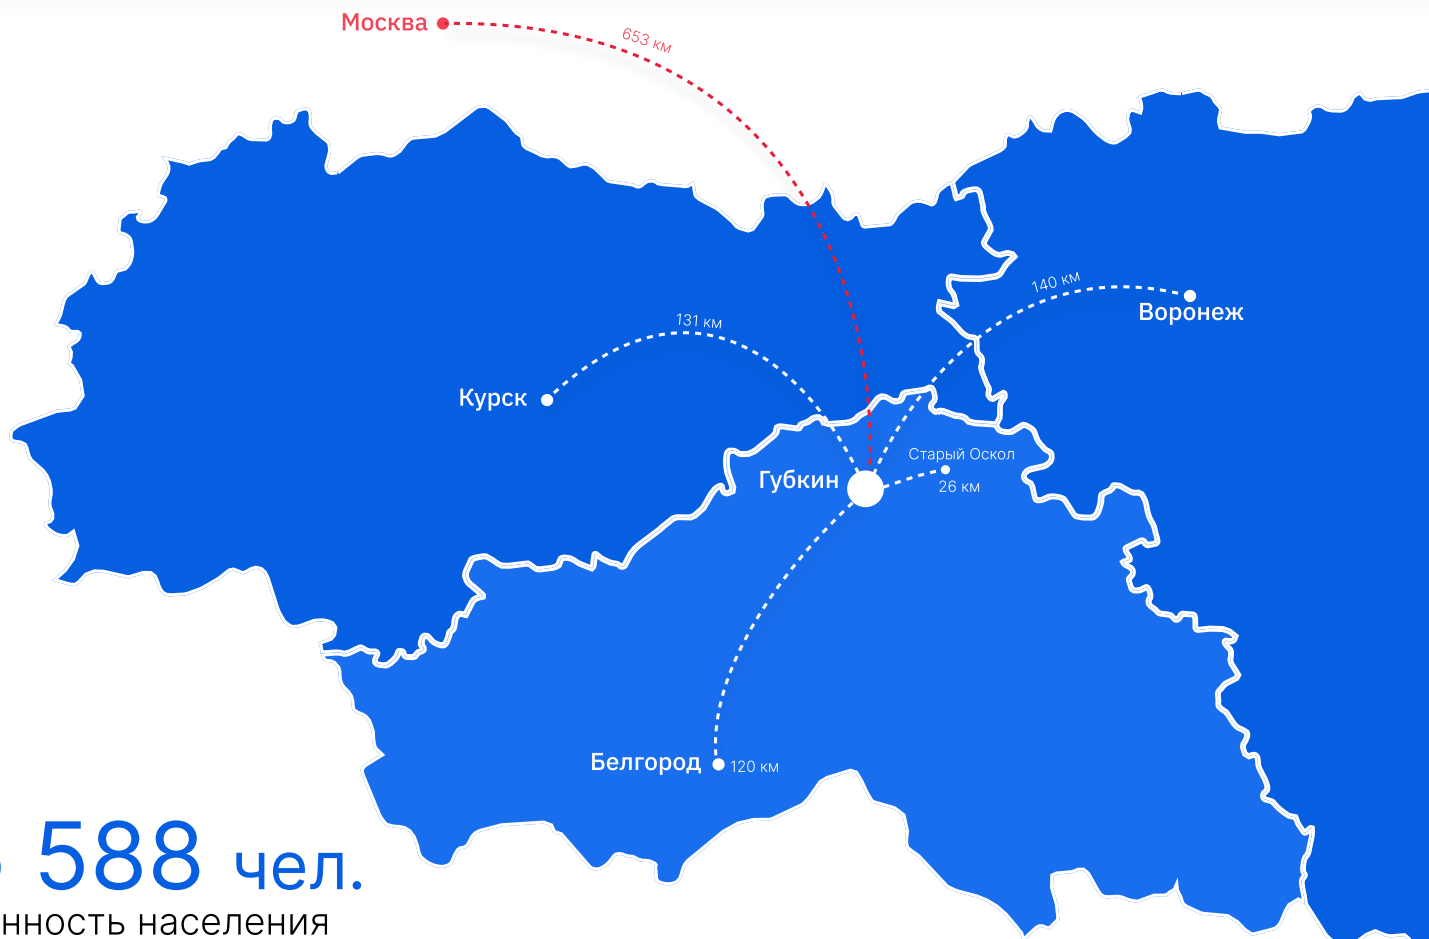 Москва
653 км
140 км
Воронеж
131 км
Курск
Старый Оскол
Губкин
26 км
Белгород
120 км
588 чел.
нность населения